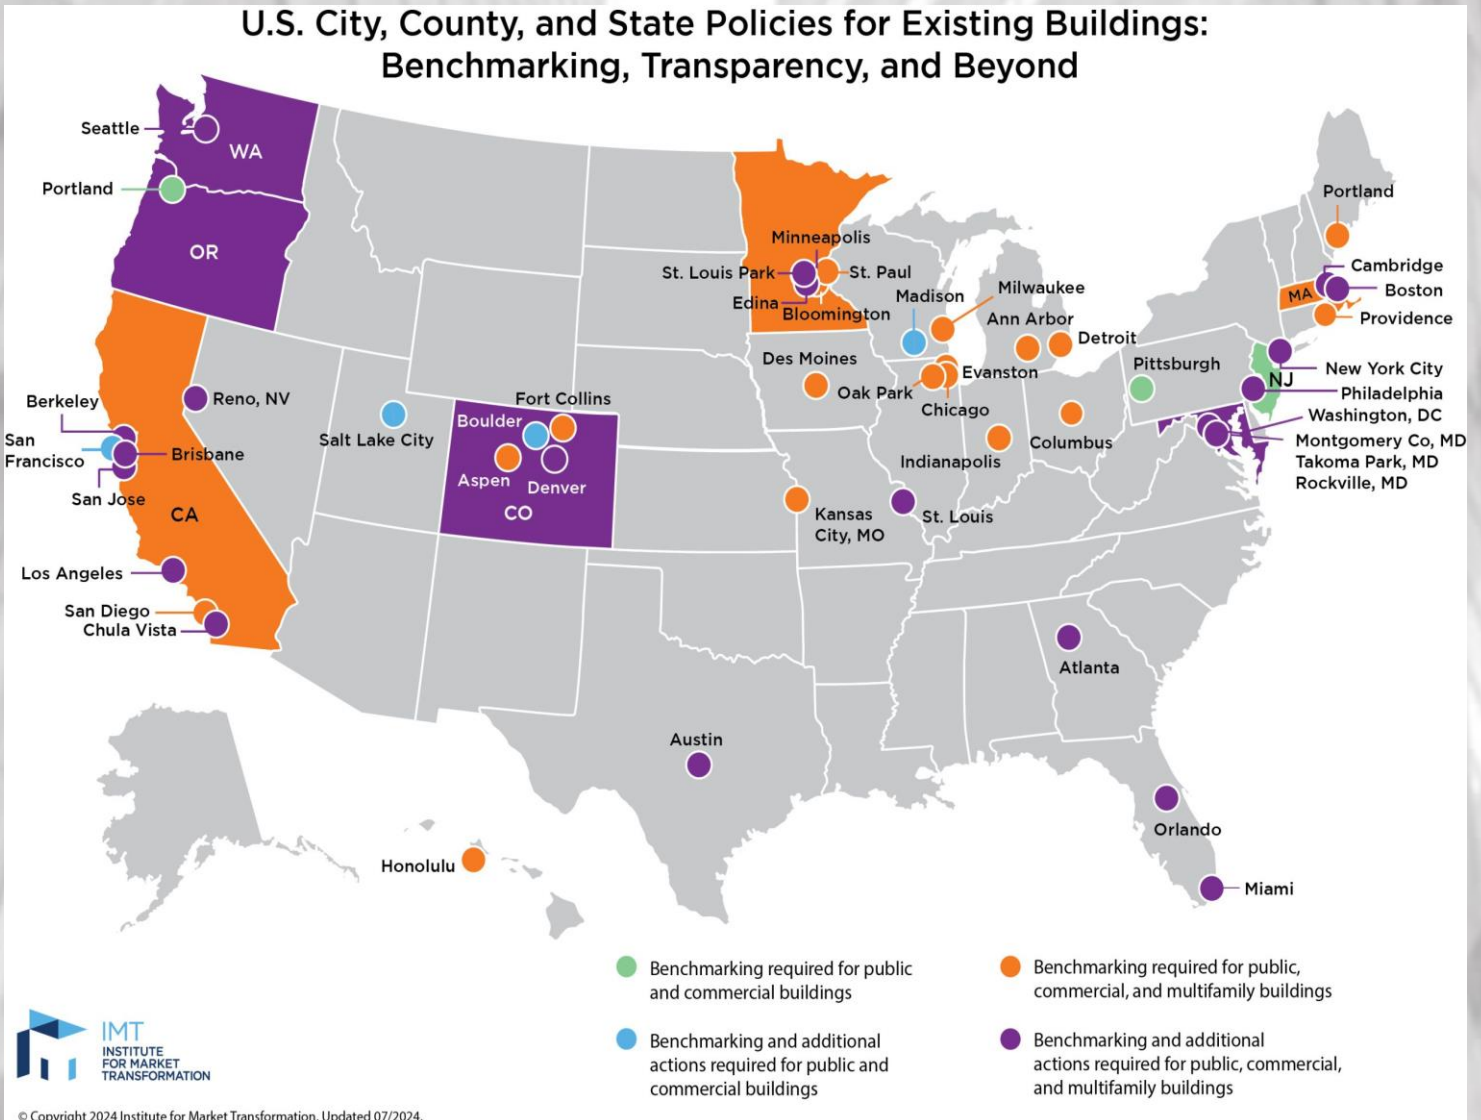 U.S. City, County, and State Policies for Existing Buildings:
Benchmarking, Transparency, and Beyond
Seattle
WA
Portland
OR
Berkeley
San
Francisco
Brisbane
San Jose
CA
Reno, NV
Los Angeles
San Diego
Chula Vista
Salt Lake City
Fort Collins
Boulder
Aspen
Denver
CO
Minneapolis
St. Louis Park
St. Paul
Edina
Bloomington
Madison
Milwaukee
Ann Arbor
Detroit
Des Moines
Oak Park
Evanston
Chicago
Indianapolis
Columbus
Kansas
City, MO
St. Louis
Pittsburgh
Portland
Cambridge
MA
Boston
Providence
New York City
NJ
Philadelphia
Washington, DC
Montgomery Co, MD
Takoma Park, MD
Rockville, MD
Atlanta
Austin
Orlando
Miami
Honolulu
Benchmarking required for public
and commercial buildings
Benchmarking and additional
actions required for public and
commercial buildings
Benchmarking required for public,
commercial, and multifamily buildings
Benchmarking and additional
actions required for public, commercial,
and multifamily buildings
IMT
INSTITUTE
FOR MARKET
TRANSFORMATION
© Copyright 2024 Institute for Market Transformation. Updated 07/2024.